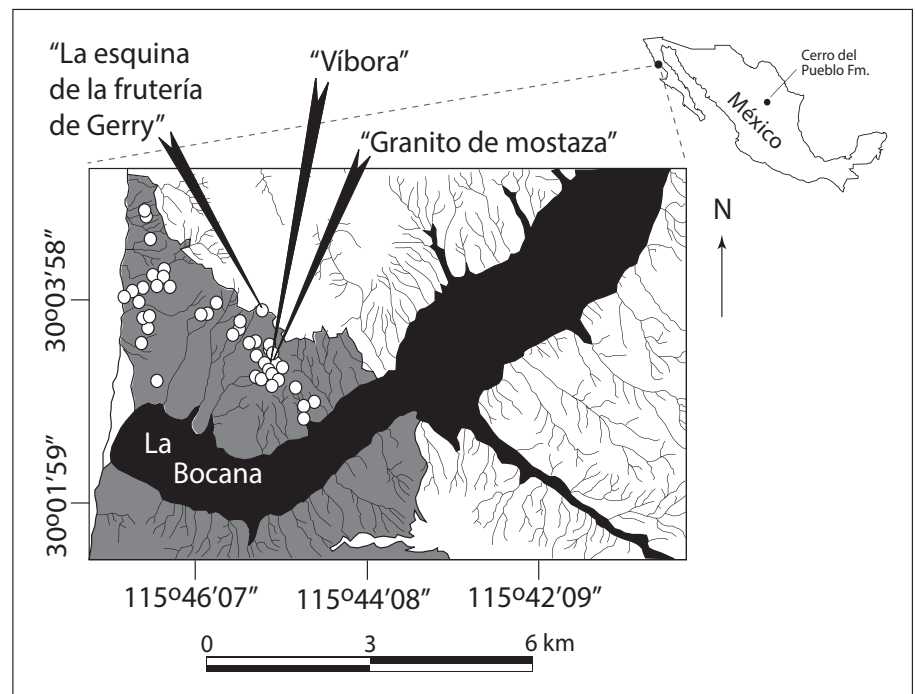 “La esquina
de la frutería
de Gerry”
“Víbora”
“Granito de mostaza”
Cerro del
Pueblo Fm.
México
N
30º03’58”
30º01’59”
La
Bocana
115º46’07”
115º44’08”
115º42’09”
0
3
6 km